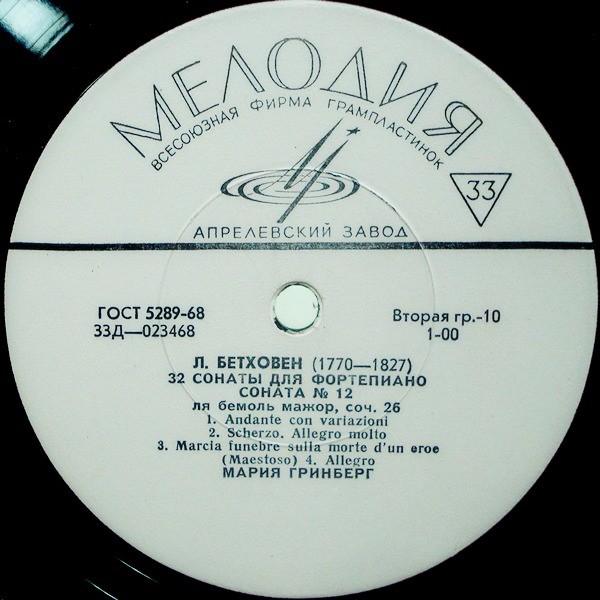 МЕЛОДИЯ
ВСЕСОЮЗНАЯ ФИРМА ГРАМПЛАСТИНОК
33
АПРЕЛЕВСКИЙ ЗАВОД
ГОСТ 5289-68
33Д—023468
Вторая гр.-10
1-00
Л. БЕТХОВЕН (1770—1827)
32 СОНАТЫ ДЛЯ ФОРТЕПИАНО
СОНАТА № 12
ля бемоль мажор, соч. 26
1. Andante con variazioni
2. Scherzo. Allegro molto
3. Marcia funebre sulla morte d'un eroe
(Maestoso) 4. Allegro
МАРИЯ ГРИНБЕРГ